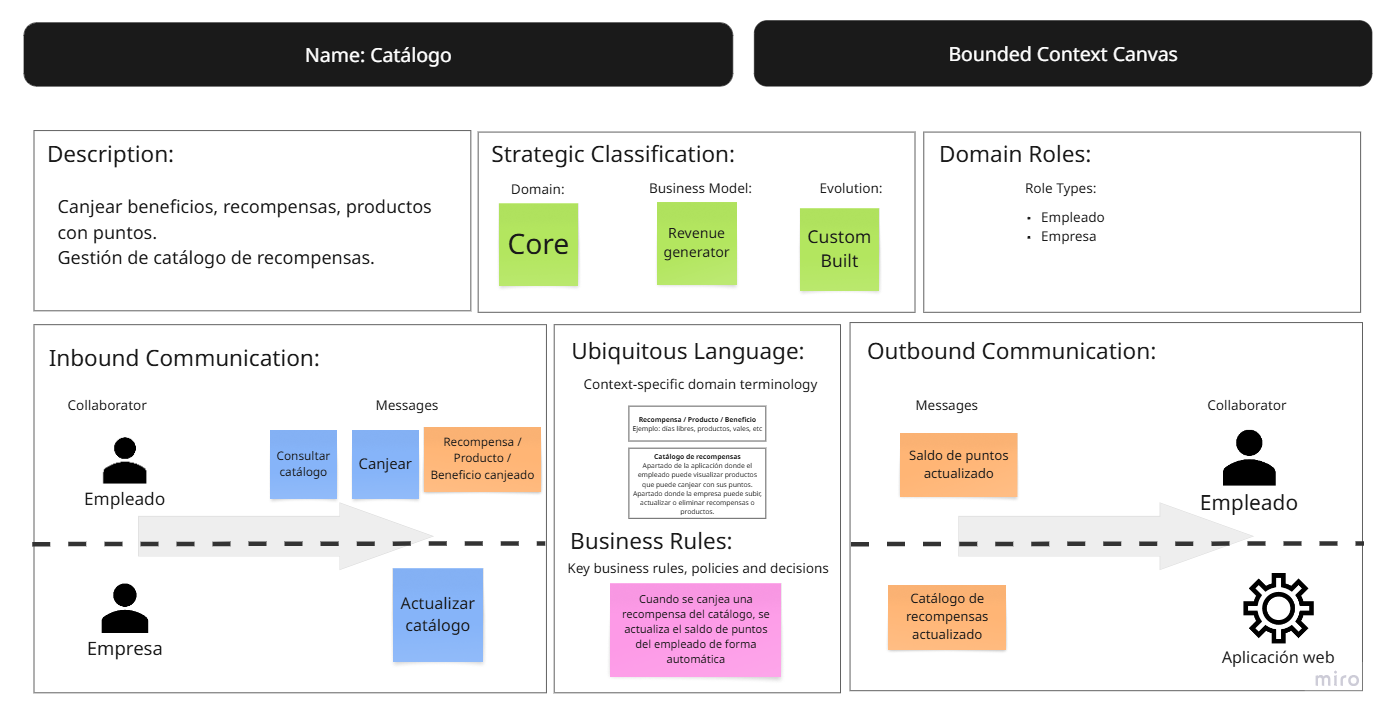 Name: Catálogo
Bounded Context Canvas
Description:
Canjear beneficios, recompensas, productos
con puntos.
Gestión de catálogo de recompensas.
Strategic Classification:
Domain:
Core
Business Model:
Revenue
generator
Evolution:
Custom
Built
Domain Roles:
Role Types:
• Empleado
• Empresa
Inbound Communication:
Collaborator
Messages
Empleado
Consultar
catálogo
Canjear
Recompensa /
Producto /
Beneficio canjeado
Empresa
Actualizar
catálogo
Ubiquitous Language:
Context-specific domain terminology
Recompensa / Producto / Beneficio
Ejemplo: días libres, productos, vales, etc
Catálogo de recompensas
Apartado de la aplicación donde el
empleado puede visualizar productos
que puede canjear con sus puntos.
Apartado donde la empresa puede subir,
actualizar o eliminar recompensas o
productos.
Business Rules:
Key business rules, policies and decisions
Cuando se canjea una
recompensa del catálogo, se
actualiza el saldo de puntos
del empleado de forma
automática
Outbound Communication:
Messages
Collaborator
Saldo de puntos
actualizado
Empleado
Catálogo de
recompensas
actualizado
Aplicación web
miro